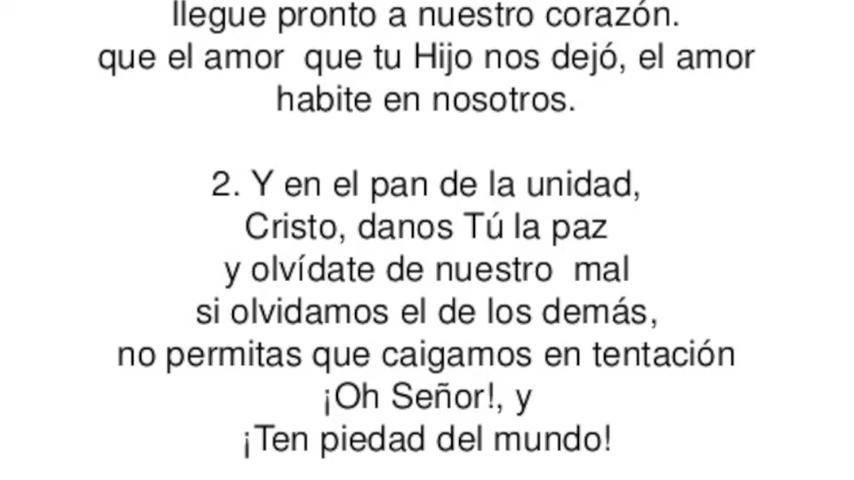 llegue pronto a nuestro corazón.
que el amor  que tu Hijo nos dejó, el amor
habite en nosotros.
2. Y en el pan de la unidad,
Cristo, danos Tú la paz
y olvídate de nuestro  mal
si olvidamos el de los demás,
no permitas que caigamos en tentación
¡Oh Señor!, y
¡Ten piedad del mundo!